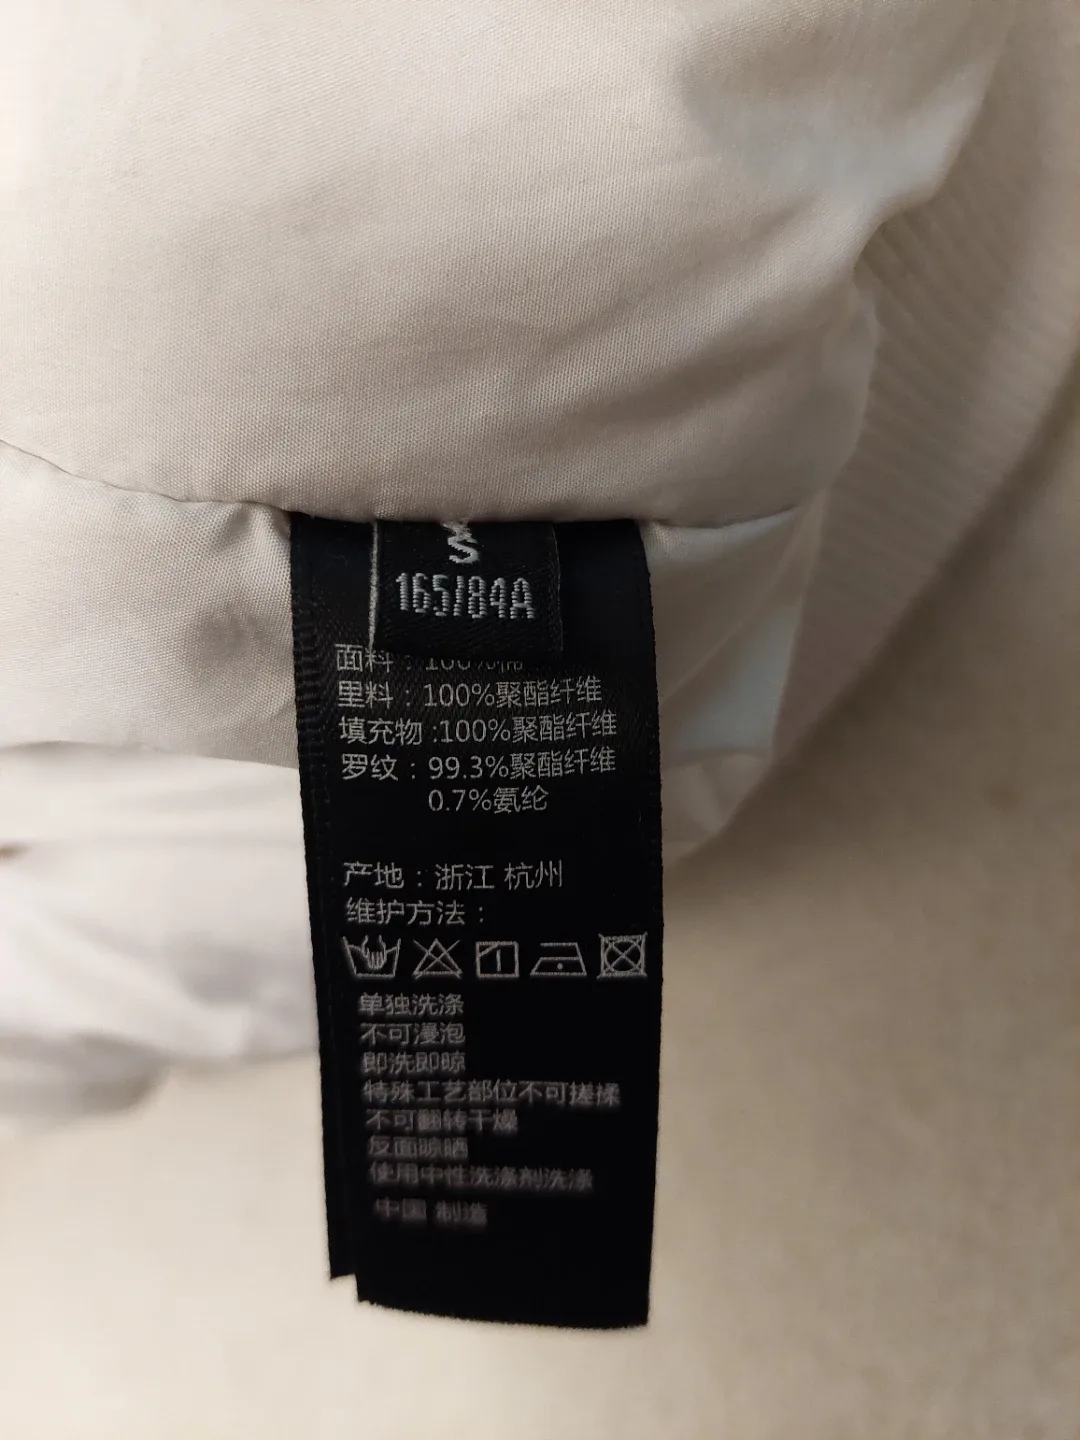 S
165/84A
面料：100%棉
里料：100%聚酯纤维
填充物:100%聚酯纤维
罗纹：99.3%聚酯纤维
0.7%氨纶
产地：浙江 杭州
维护方法：
单独洗涤
不可浸泡
即洗即晾
特殊工艺部位不可搓揉
不可翻转干燥
反面晾晒
使用中性洗涤剂洗涤
中国 制造